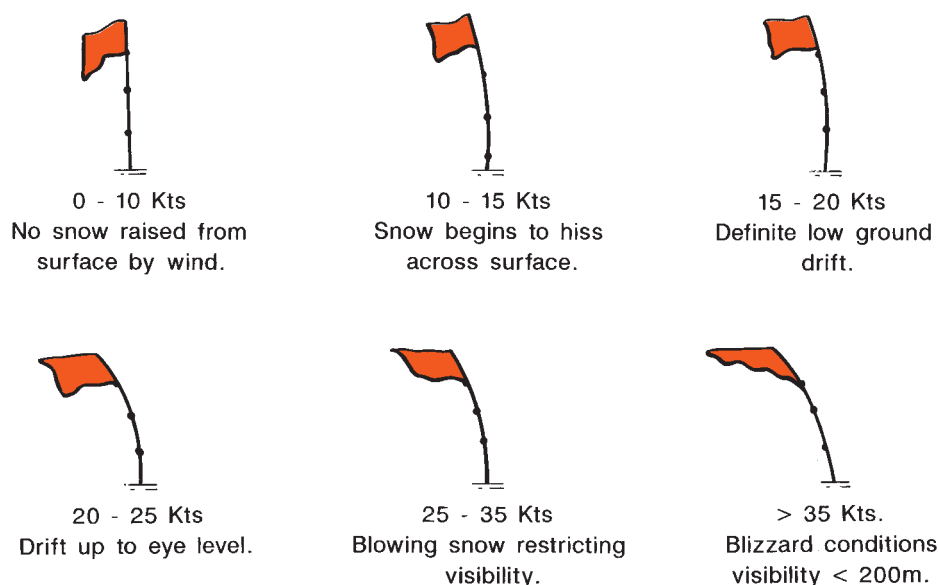 0 - 10 Kts
No snow raised from
surface by wind.
10 - 15 Kts
Snow begins to hiss
across surface.
15 - 20 Kts
Definite low ground
drift.
20 - 25 Kts
Drift up to eye level.
25 - 35 Kts
Blowing snow restricting
visibility.
> 35 Kts.
Blizzard conditions
visibility < 200m.